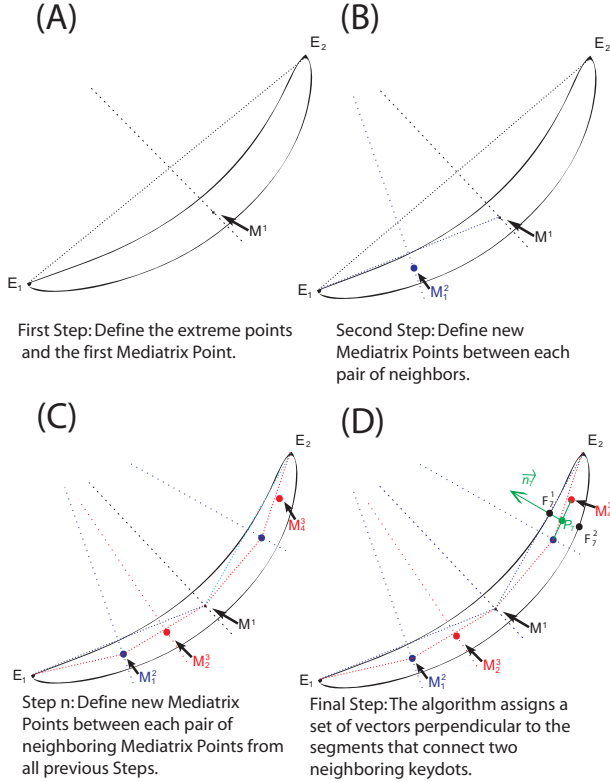 (A)
E₂
M¹
E₁
First Step: Define the extreme points
and the first Mediatrix Point.
(B)
E₂
M¹
E₁
M₁²
Second Step: Define new
Mediatrix Points between each
pair of neighbors.
(C)
E₂
M₄³
M¹
E₁
M₁²
M₂³
Step n: Define new Mediatrix
Points between each pair of
neighboring Mediatrix Points from
all previous Steps.
(D)
E₂
F₇¹
M₄³
P₇
F₇²
M¹
E₁
M₁²
M₂³
Final Step: The algorithm assigns a
set of vectors perpendicular to the
segments that connect two
neighboring keydots.